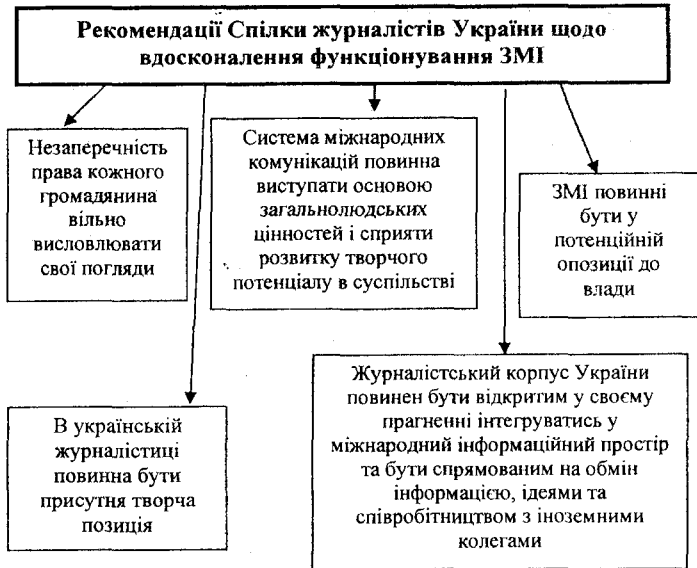 Рекомендації Спілки журналістів України щодо
вдосконалення функціонування ЗМІ
Незаперечність
права кожного
громадянина
вільно
висловлювати
свої погляди
Система міжнародних
комунікацій повинна
виступати основою
загальнолюдських
цінностей і сприяти
розвитку творчого
потенціалу в суспільстві
ЗМІ повинні
бути у
потенційній
опозиції до
влади
В українській
журналістиці
повинна бути
присутня творча
позиція
Журналістський корпус України
повинен бути відкритим у своєму
прагненні інтегруватись у
міжнародний інформаційний простір
та бути спрямованим на обмін
інформацією, ідеями та
співробітництвом з іноземними
колегами